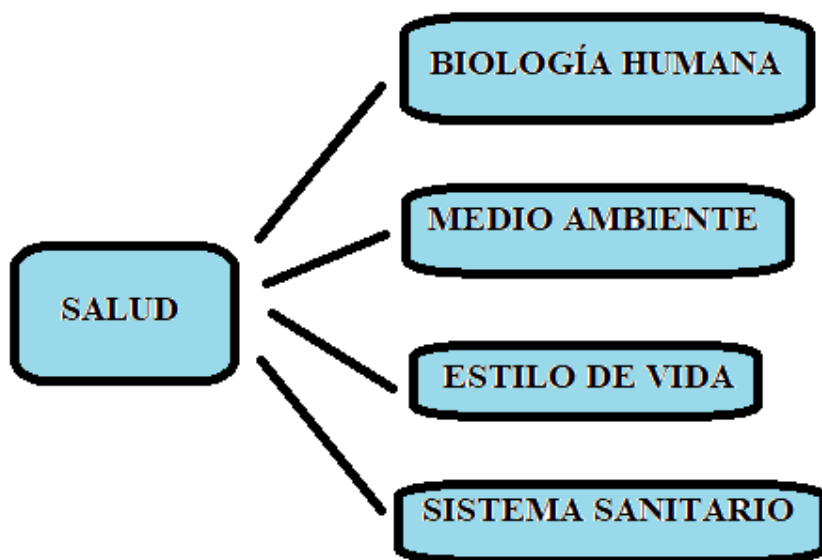 BIOLOGÍA HUMANA
MEDIO AMBIENTE
SALUD
ESTILO DE VIDA
SISTEMA SANITARIO